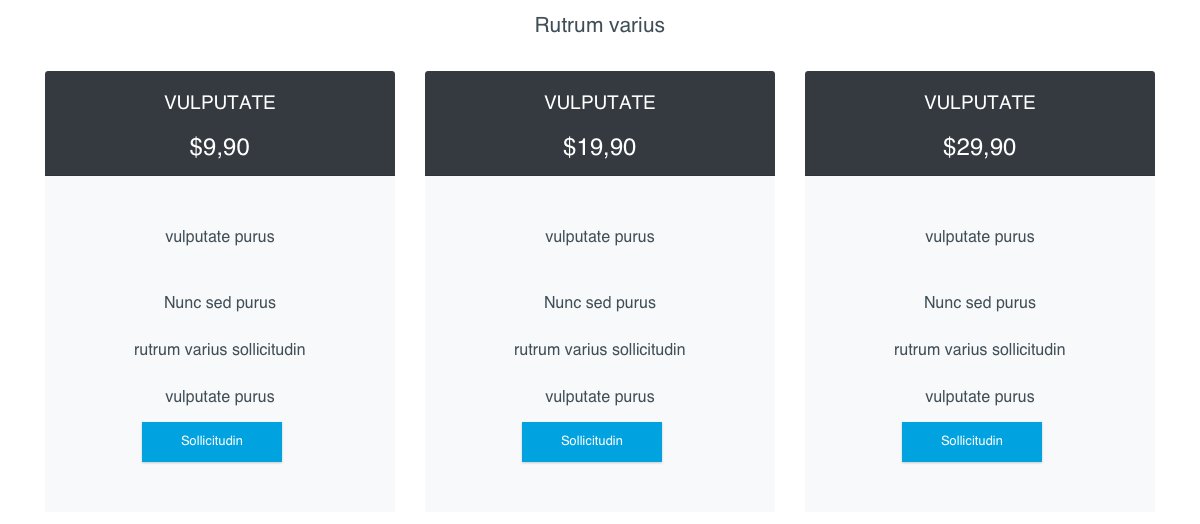 Rutrum varius
VULPUTATE
$9,90
vulputate purus
Nunc sed purus
rutrum varius sollicitudin
vulputate purus
Sollicitudin
VULPUTATE
$19,90
vulputate purus
Nunc sed purus
rutrum varius sollicitudin
vulputate purus
Sollicitudin
VULPUTATE
$29,90
vulputate purus
Nunc sed purus
rutrum varius sollicitudin
vulputate purus
Sollicitudin